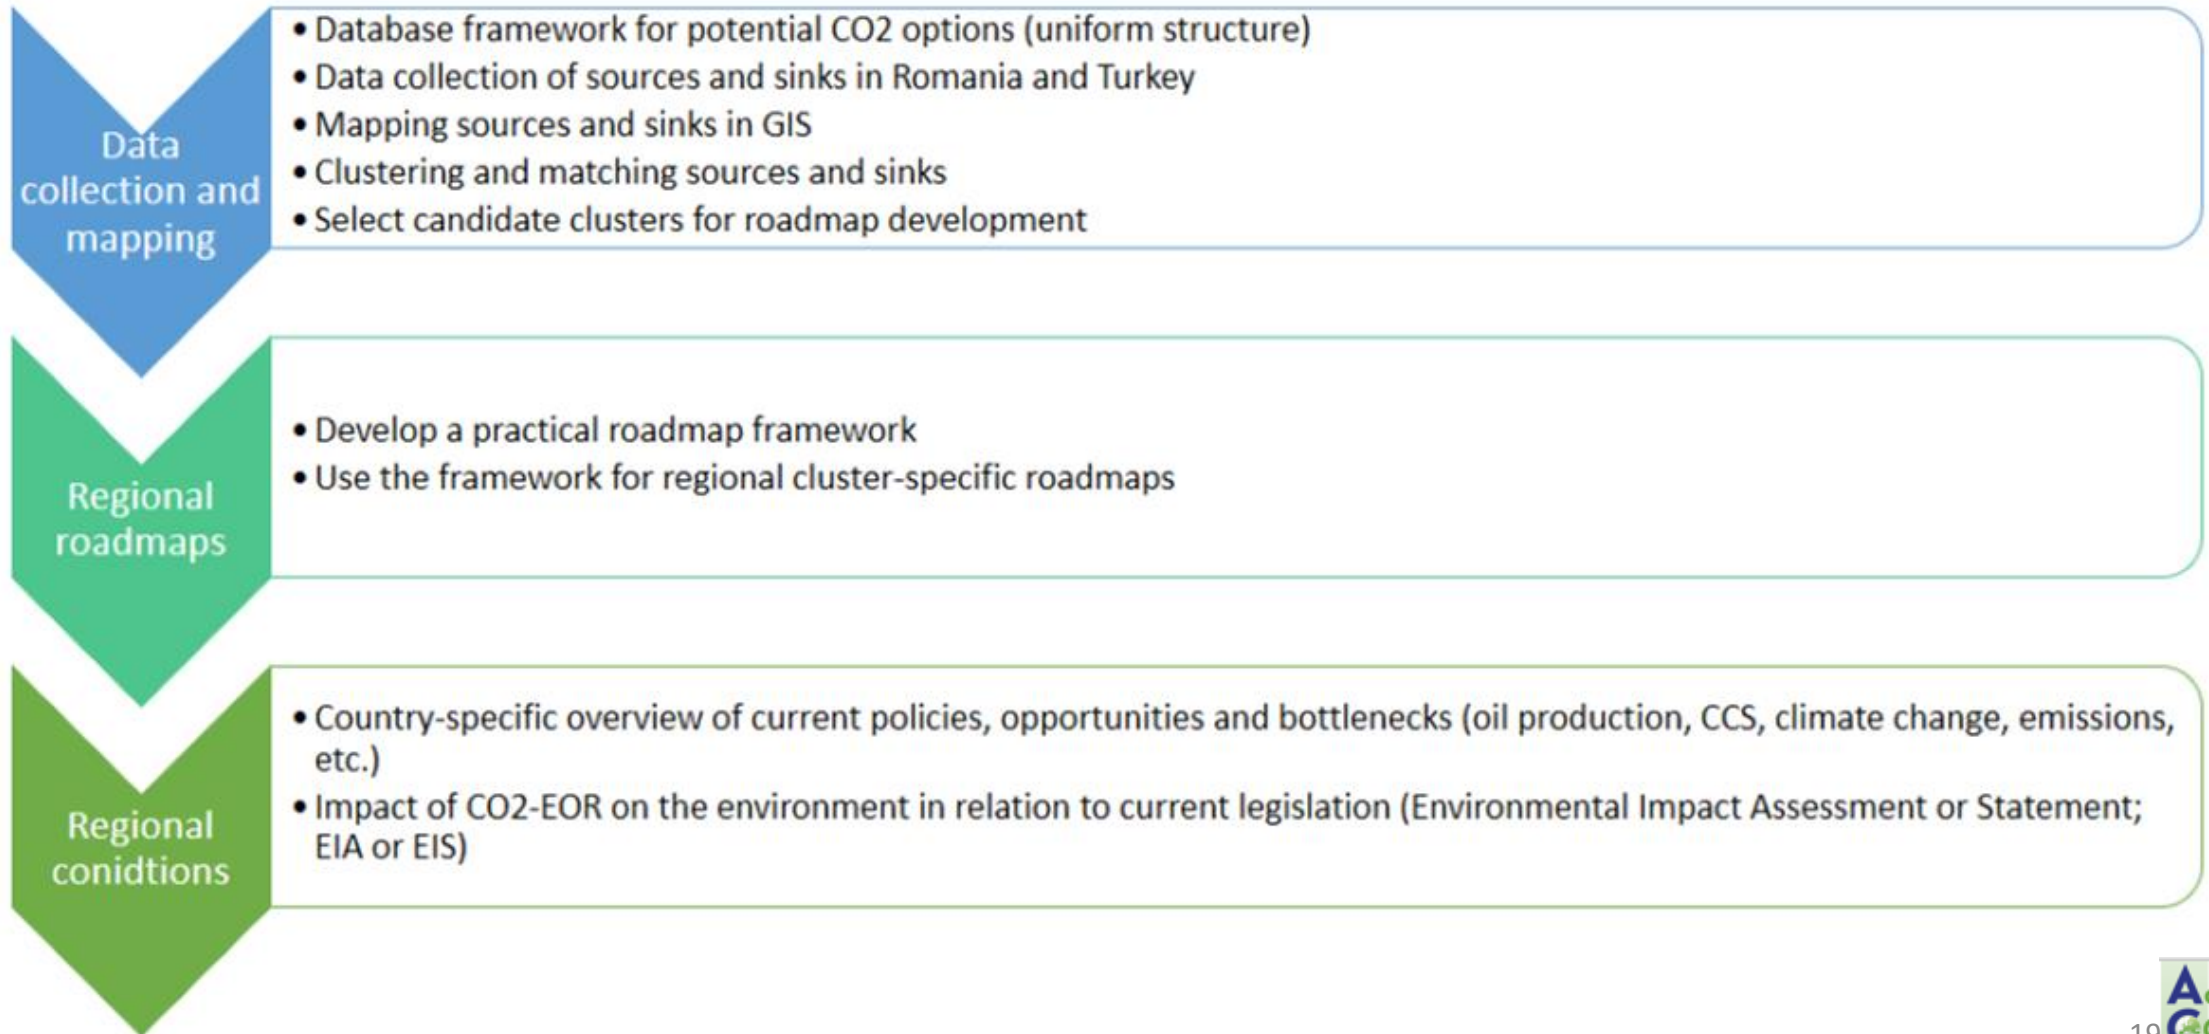 Data
collection and
mapping
• Database framework for potential CO2 options (uniform structure)
• Data collection of sources and sinks in Romania and Turkey
• Mapping sources and sinks in GIS
• Clustering and matching sources and sinks
• Select candidate clusters for roadmap development
Regional
roadmaps
• Develop a practical roadmap framework
• Use the framework for regional cluster-specific roadmaps
Regional
conidtions
• Country-specific overview of current policies, opportunities and bottlenecks (oil production, CCS, climate change, emissions,
etc.)
• Impact of CO2-EOR on the environment in relation to current legislation (Environmental Impact Assessment or Statement;
EIA or EIS)
A